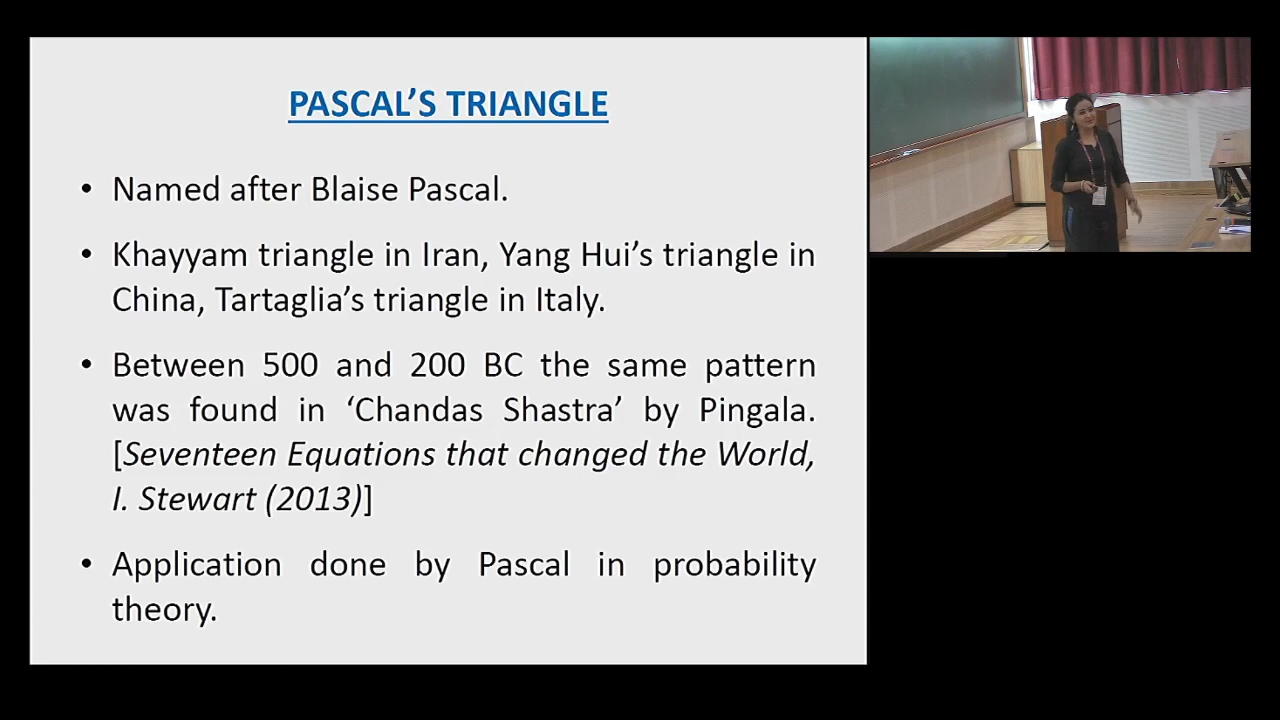 PASCAL’S TRIANGLE
• Named after Blaise Pascal.
• Khayyam triangle in Iran, Yang Hui’s triangle in
China, Tartaglia’s triangle in Italy.
• Between 500 and 200 BC the same pattern
was found in ‘Chandas Shastra’ by Pingala.
[Seventeen Equations that changed the World,
I. Stewart (2013)]
• Application done by Pascal in probability
theory.